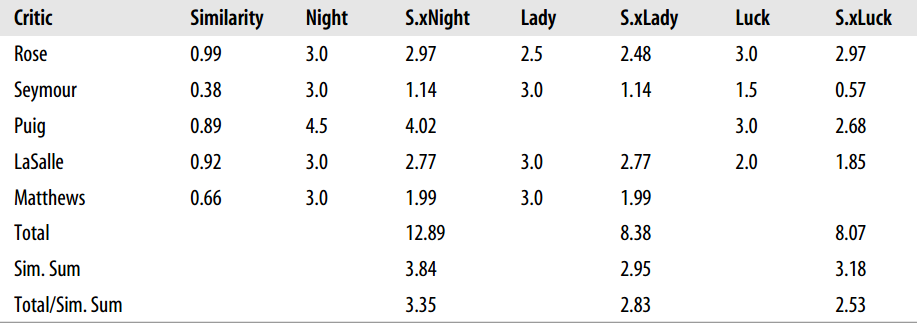 Critic Similarity Night S.xNight Lady S.xLady Luck S.xLuck
Rose 0.99 3.0 2.97 2.5 2.48 3.0 2.97
Seymour 0.38 3.0 1.14 3.0 1.14 1.5 0.57
Puig 0.89 4.5 4.02 3.0 2.68
LaSalle 0.92 3.0 2.77 3.0 2.77 2.0 1.85
Matthews 0.66 3.0 1.99 3.0 1.99
Total 12.89 8.38 8.07
Sim. Sum 3.84 2.95 3.18
Total/Sim. Sum 3.35 2.83 2.53